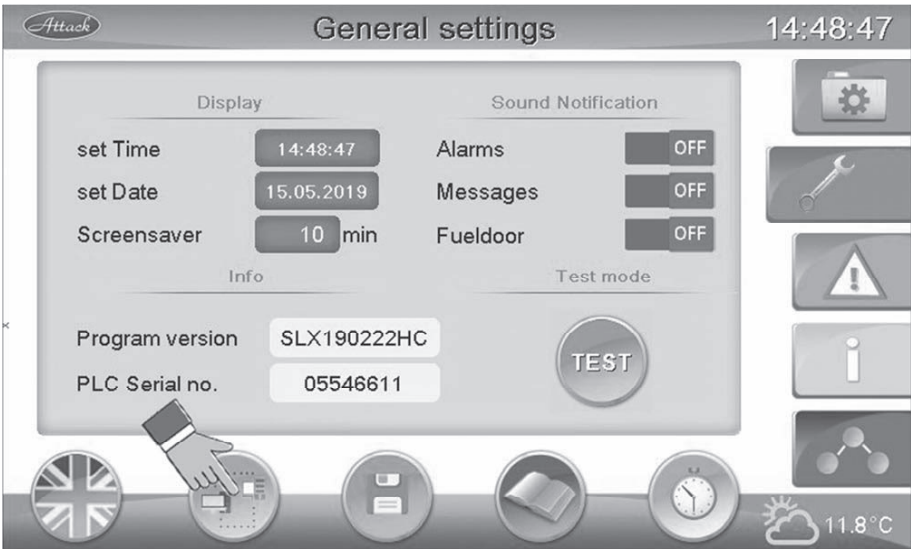 Attack
General settings
14:48:47
Display
set Time 14:48:47
set Date 15.05.2019
Screensaver 10 min
Sound Notification
Alarms OFF
Messages OFF
Fueldoor OFF
Info
Program version SLX190222HC
PLC Serial no. 05546611
Test mode
TEST
11.8°C